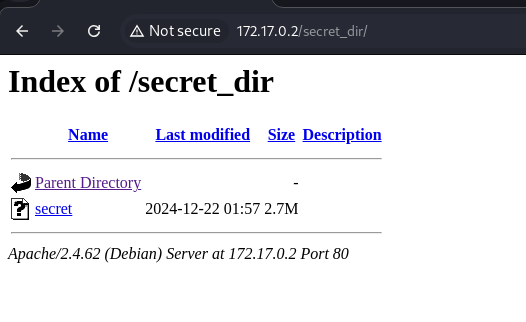 Not secure 172.17.0.2/secret_dir/
Index of /secret_dir
Name Last modified Size Description
Parent Directory -
secret 2024-12-22 01:57 2.7M
Apache/2.4.62 (Debian) Server at 172.17.0.2 Port 80